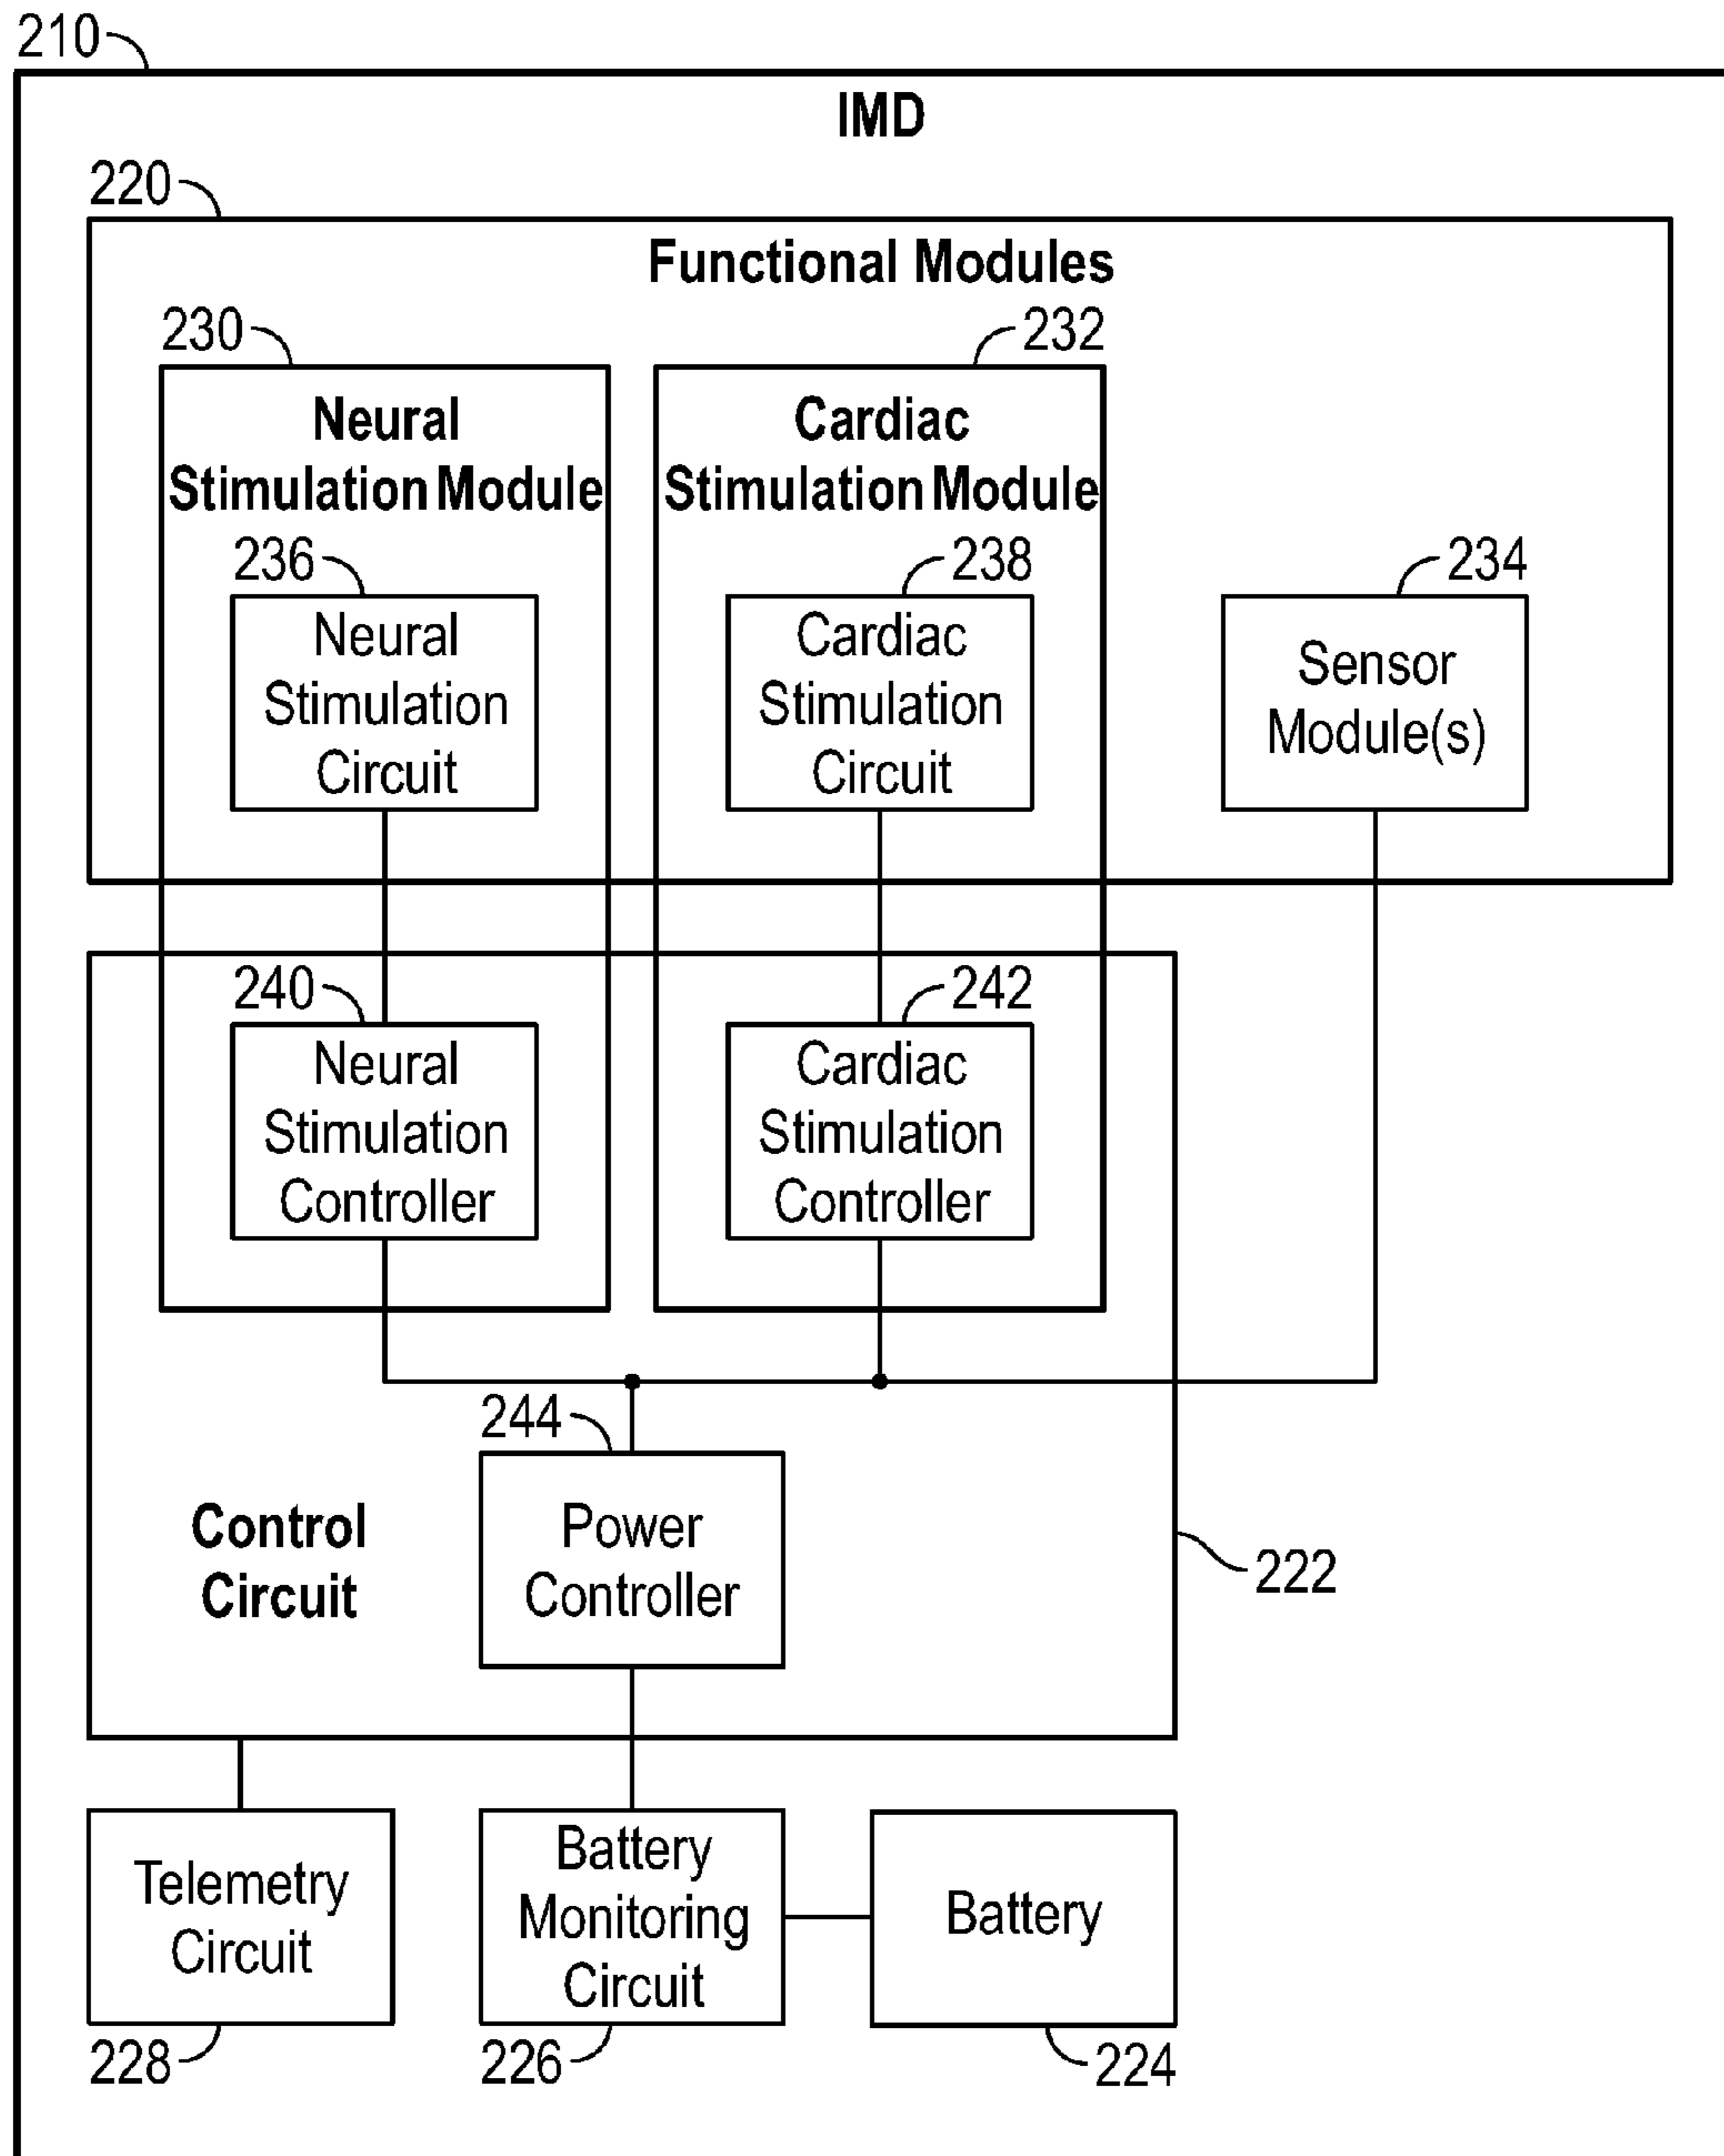 210
IMD
220
Functional Modules
230
232
Neural
Stimulation Module
Cardiac
Stimulation Module
236
238
234
Neural
Stimulation
Circuit
Cardiac
Stimulation
Circuit
Sensor
Module(s)
240
242
Neural
Stimulation
Controller
Cardiac
Stimulation
Controller
244
Control
Circuit
Power
Controller
222
Telemetry
Circuit
Battery
Monitoring
Circuit
Battery
228
226
224